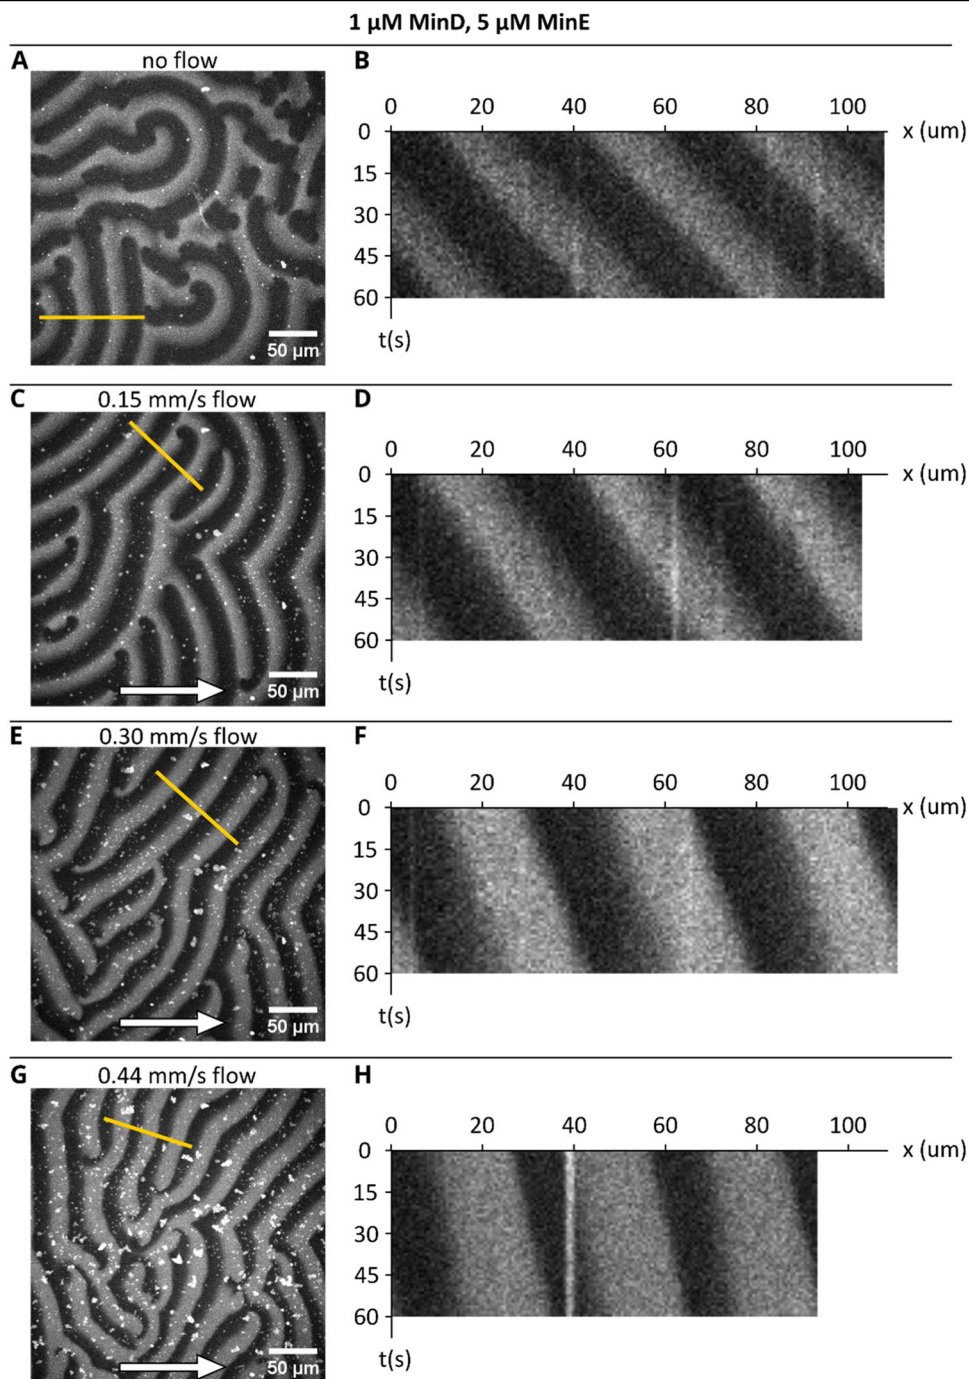 1 µM MinD, 5 µM MinE
A
no flow
50 µm
B
0 20 40 60 80 100
x (um)
0
15
30
45
60
t(s)
C
0.15 mm/s flow
50 µm
D
0 20 40 60 80 100
x (um)
0
15
30
45
60
t(s)
E
0.30 mm/s flow
50 µm
F
0 20 40 60 80 100
x (um)
0
15
30
45
60
t(s)
G
0.44 mm/s flow
50 µm
H
0 20 40 60 80 100
x (um)
0
15
30
45
60
t(s)